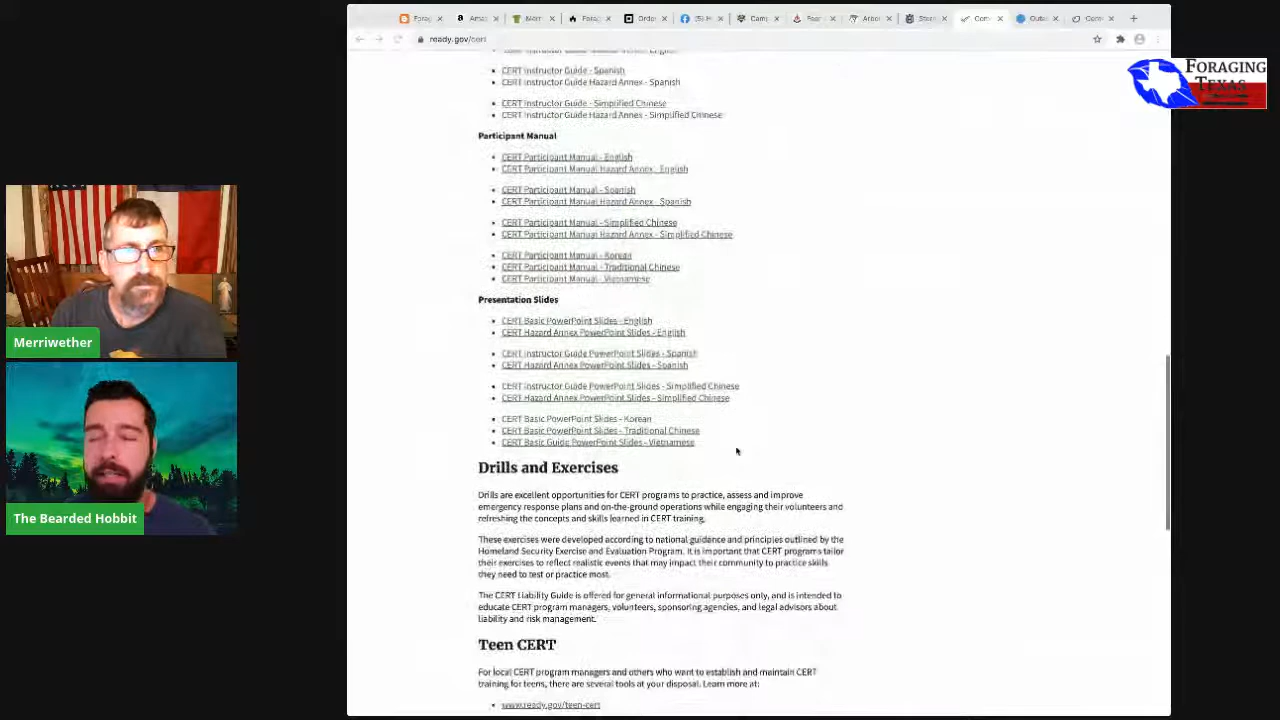 Forag
Amaz
Merr
Forag
Order
(5) H
Camp
Fear
Arbor
Store
Com
Outd
Cont
ready.gov/cert
CERT Instructor Guide - Spanish
CERT Instructor Guide Hazard Annex - Spanish
CERT Instructor Guide - Simplified Chinese
CERT Instructor Guide Hazard Annex - Simplified Chinese
Participant Manual
CERT Participant Manual - English
CERT Participant Manual Hazard Annex - English
CERT Participant Manual - Spanish
CERT Participant Manual Hazard Annex - Spanish
CERT Participant Manual - Simplified Chinese
CERT Participant Manual Hazard Annex - Simplified Chinese
CERT Participant Manual - Korean
CERT Participant Manual - Traditional Chinese
CERT Participant Manual - Vietnamese
Presentation Slides
CERT Basic PowerPoint Slides - English
CERT Hazard Annex PowerPoint Slides - English
CERT Instructor Guide PowerPoint Slides - Spanish
CERT Hazard Annex PowerPoint Slides - Spanish
CERT Instructor Guide PowerPoint Slides - Simplified Chinese
CERT Hazard Annex PowerPoint Slides - Simplified Chinese
CERT Basic PowerPoint Slides - Korean
CERT Basic PowerPoint Slides - Traditional Chinese
CERT Basic Guide PowerPoint Slides - Vietnamese
Drills and Exercises
Drills are excellent opportunities for CERT programs to practice, assess and improve
emergency response plans and on-the-ground operations while engaging their volunteers and
refreshing the concepts and skills learned in CERT training.
These exercises were developed according to national guidance and principles outlined by the
Homeland Security Exercise and Evaluation Program. It is important that CERT programs tailor
their exercises to reflect realistic events that may impact their community to practice skills
they need to test or practice most.
The CERT Liability Guide is offered for general informational purposes only, and is intended to
educate CERT program managers, volunteers, sponsoring agencies, and legal advisors about
liability and risk management.
Teen CERT
For local CERT program managers and others who want to establish and maintain CERT
training for teens, there are several tools at your disposal. Learn more at:
www.ready.gov/teen-cert
FORAGING
TEXAS
Merriwether
The Bearded Hobbit